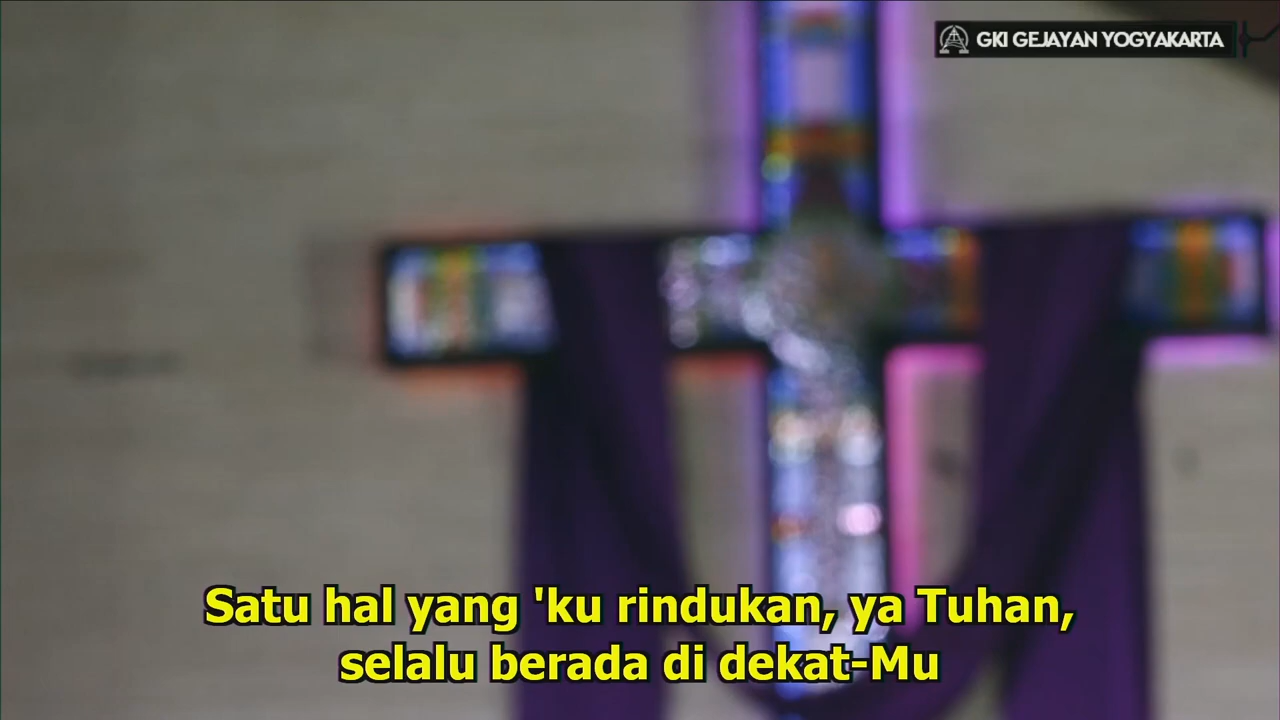 GKI GEJAYAN YOGYAKARTA
Satu hal yang 'ku rindukan, ya Tuhan,
selalu berada di dekat-Mu